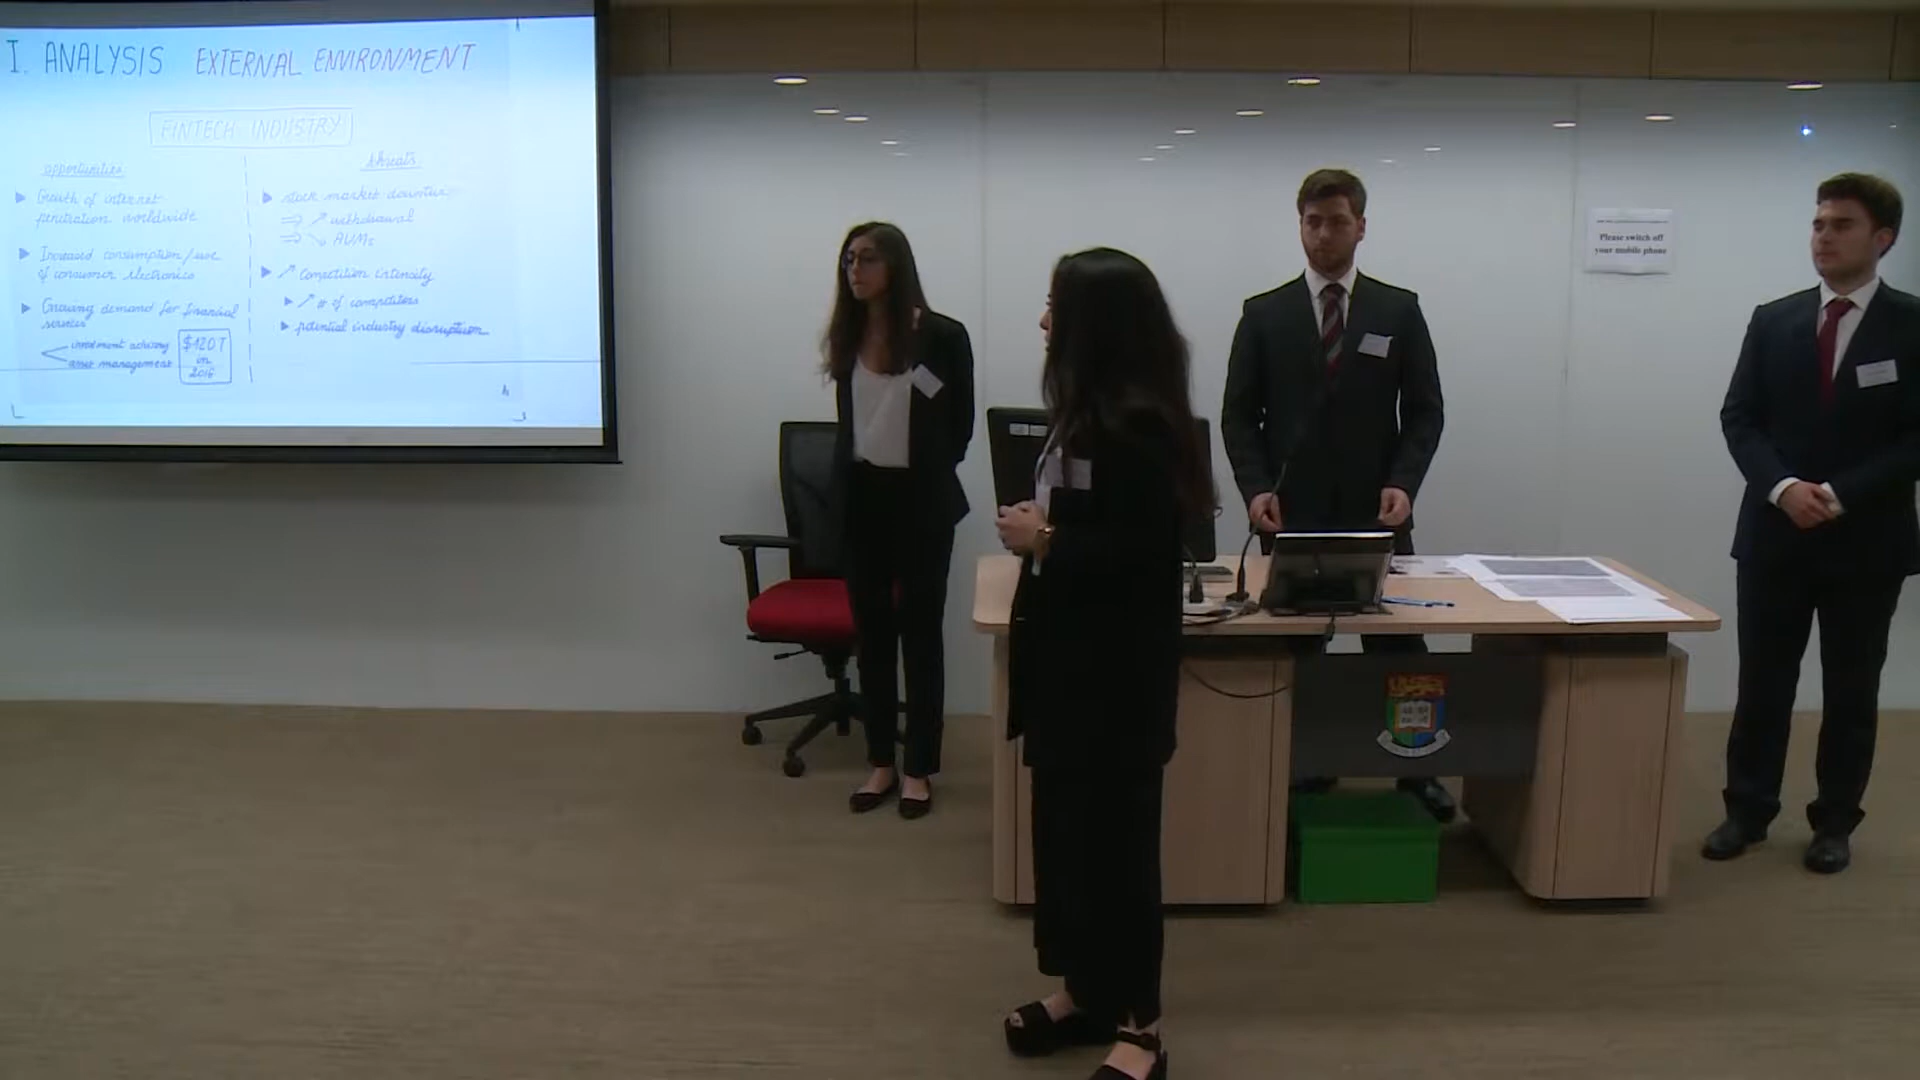 I. ANALYSIS EXTERNAL ENVIRONMENT
FINTECH INDUSTRY
opportunities
Growth of internet
penetration worldwide
Increased consumption/use
of consumer electronics
Growing demand for financial
services
investment advising
asset management
$120T
in
2016
threats
stock market downturn
⇒ ↗ withdrawal
⇒ ↘ AUMs
↗ competition intensity
↗ # of competitors
potential industry disruption
4
Please switch off
your mobile phone